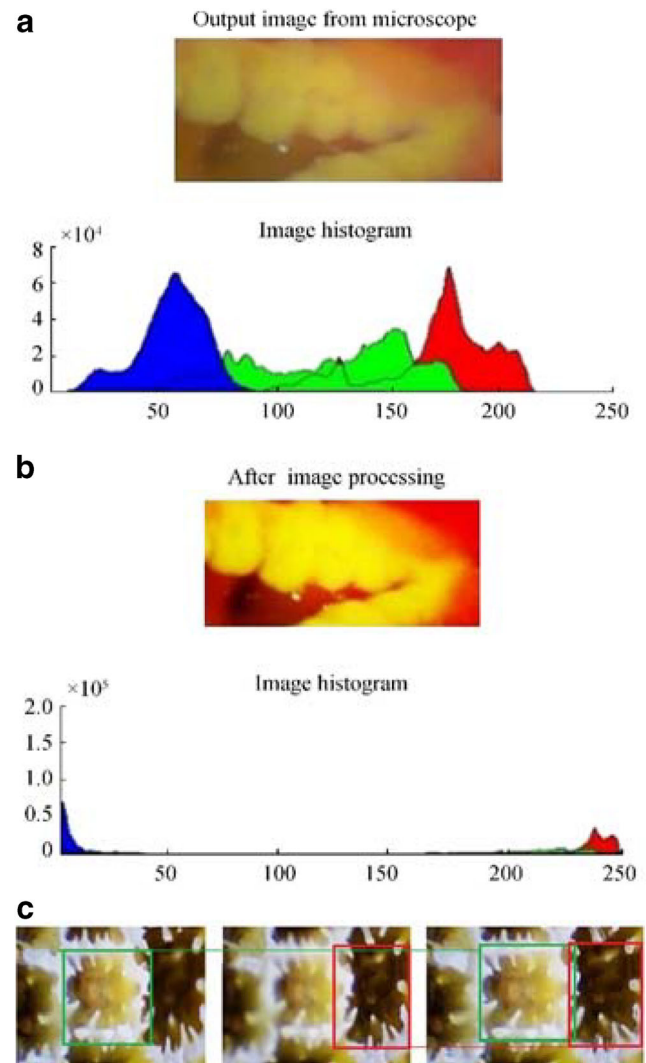 a
Output image from microscope
Image histogram
×10⁴
8
6
4
2
0
50 100 150 200 250
b
After image processing
Image histogram
×10⁵
2.0
1.5
1.0
0.5
0
50 100 150 200 250
c